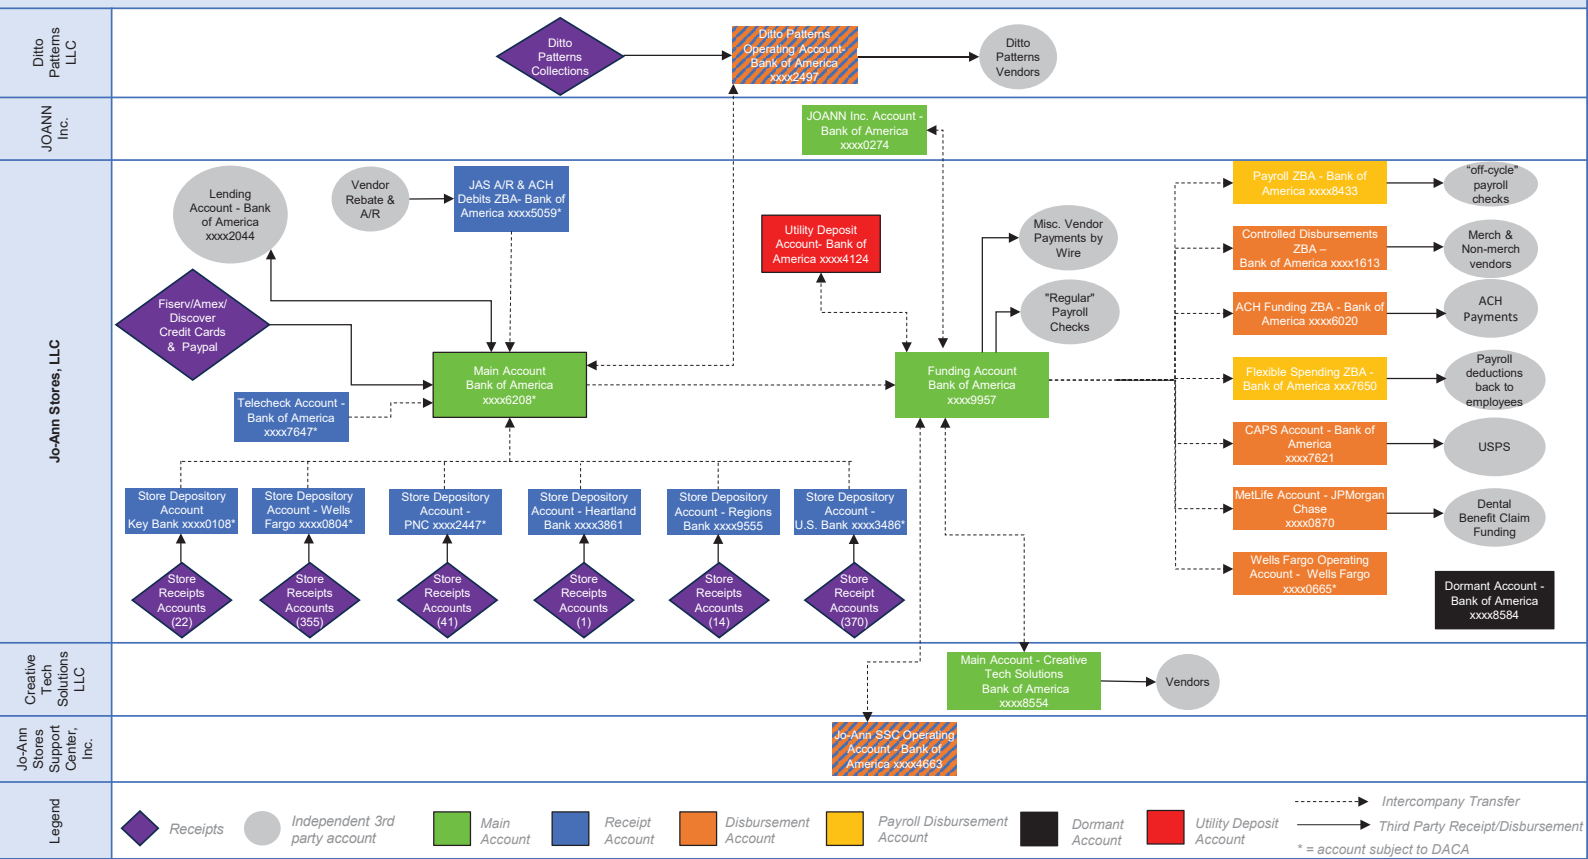 Ditto
Patterns
LLC
Ditto
Patterns
Collections
Ditto Patterns
Operating Account-
Bank of America
xxxx2497
Ditto
Patterns
Vendors
JOANN
Inc.
JOANN Inc. Account -
Bank of America
xxxx0274
Jo-Ann Stores, LLC
Lending
Account - Bank
of America
xxxx2044
Vendor
Rebate &
A/R
JAS A/R & ACH
Debits ZBA- Bank of
America xxxx5059*
Utility Deposit
Account- Bank of
America xxxx4124
Misc. Vendor
Payments by
Wire
"Regular"
Payroll
Checks
Fiserv/Amex/
Discover
Credit Cards
& Paypal
Main Account
Bank of America
xxxx6208*
Funding Account
Bank of America
xxxx9957
Telecheck Account -
Bank of America
xxxx7647*
Payroll ZBA - Bank of
America xxxx8433
"off-cycle"
payroll
checks
Controlled Disbursements
ZBA –
Bank of America xxxx1613
Merch &
Non-merch
vendors
ACH Funding ZBA - Bank of
America xxxx6020
ACH
Payments
Flexible Spending ZBA -
Bank of America xxx7650
Payroll
deductions
back to
employees
CAPS Account - Bank of
America
xxxx7621
USPS
MetLife Account - JPMorgan
Chase
xxxx0870
Dental
Benefit Claim
Funding
Wells Fargo Operating
Account - Wells Fargo
xxxx0665*
Dormant Account -
Bank of America
xxxx8584
Store Depository
Account
Key Bank xxxx0108*
Store Depository
Account - Wells
Fargo xxxx0804*
Store Depository
Account -
PNC xxxx2447*
Store Depository
Account - Heartland
Bank xxxx3861
Store Depository
Account - Regions
Bank xxxx9555
Store Depository
Account -
U.S. Bank xxxx3486*
Store
Receipts
Accounts
(22)
Store
Receipts
Accounts
(355)
Store
Receipts
Accounts
(41)
Store
Receipts
Accounts
(1)
Store
Receipts
Accounts
(14)
Store
Receipt
Accounts
(370)
Creative
Tech
Solutions
LLC
Main Account - Creative
Tech Solutions
Bank of America
xxxx8554
Vendors
Jo-Ann
Stores
Support
Center,
Inc.
Jo-Ann SSC Operating
Account - Bank of
America xxxx4663
Legend
Receipts
Independent 3rd
party account
Main
Account
Receipt
Account
Disbursement
Account
Payroll Disbursement
Account
Dormant
Account
Utility Deposit
Account
Intercompany Transfer
Third Party Receipt/Disbursement
* = account subject to DACA